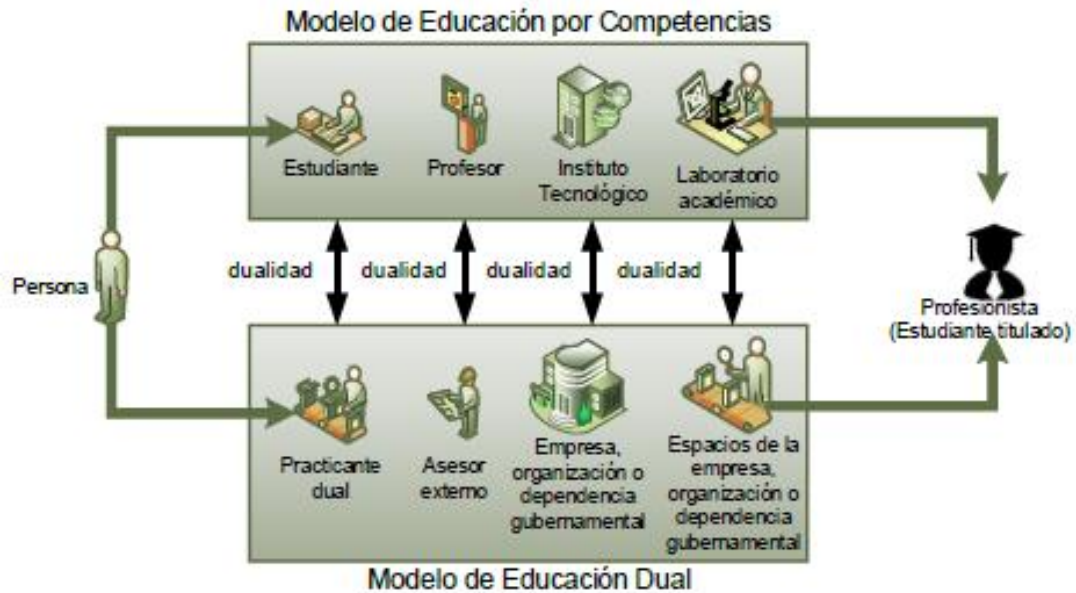 Modelo de Educación por Competencias
Estudiante
Profesor
Instituto
Tecnológico
Laboratorio
académico
dualidad
dualidad
dualidad
dualidad
Persona
Profesionista
(Estudiante titulado)
Practicante
dual
Asesor
externo
Empresa,
organización o
dependencia
gubernamental
Espacios de la
empresa,
organización o
dependencia
gubernamental
Modelo de Educación Dual